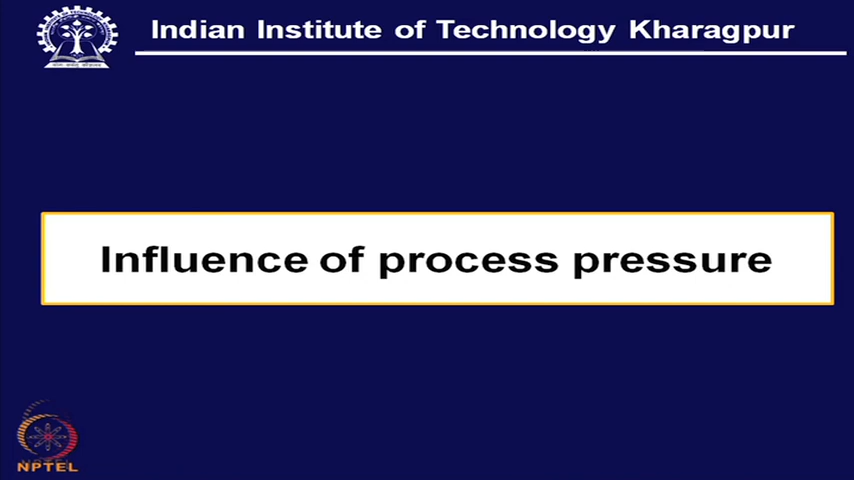 Indian Institute of Technology Kharagpur
Influence of process pressure
NPTEL